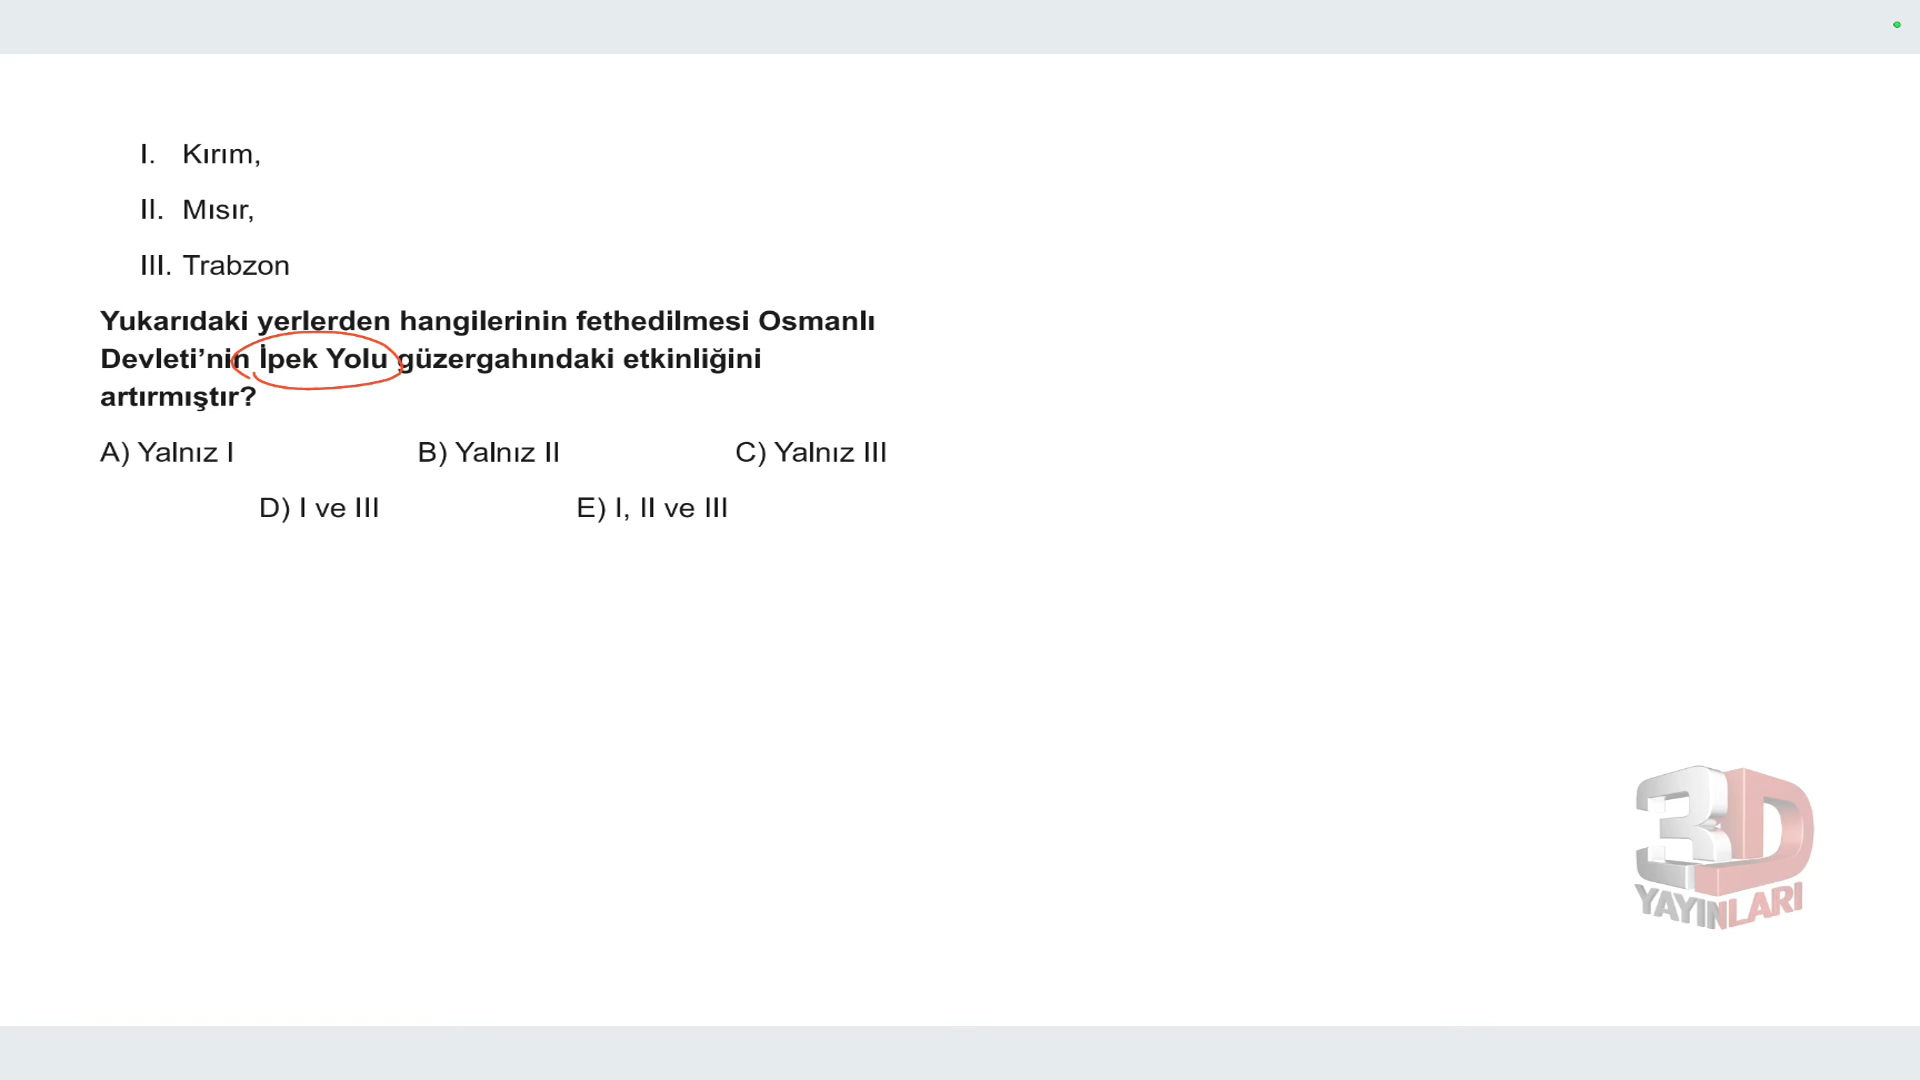 I. Kırım,
II. Mısır,
III. Trabzon
Yukarıdaki yerlerden hangilerinin fethedilmesi Osmanlı
Devleti’nin İpek Yolu güzergahındaki etkinliğini
artırmıştır?
A) Yalnız I B) Yalnız II C) Yalnız III
D) I ve III E) I, II ve III
3D
YAYINLARI